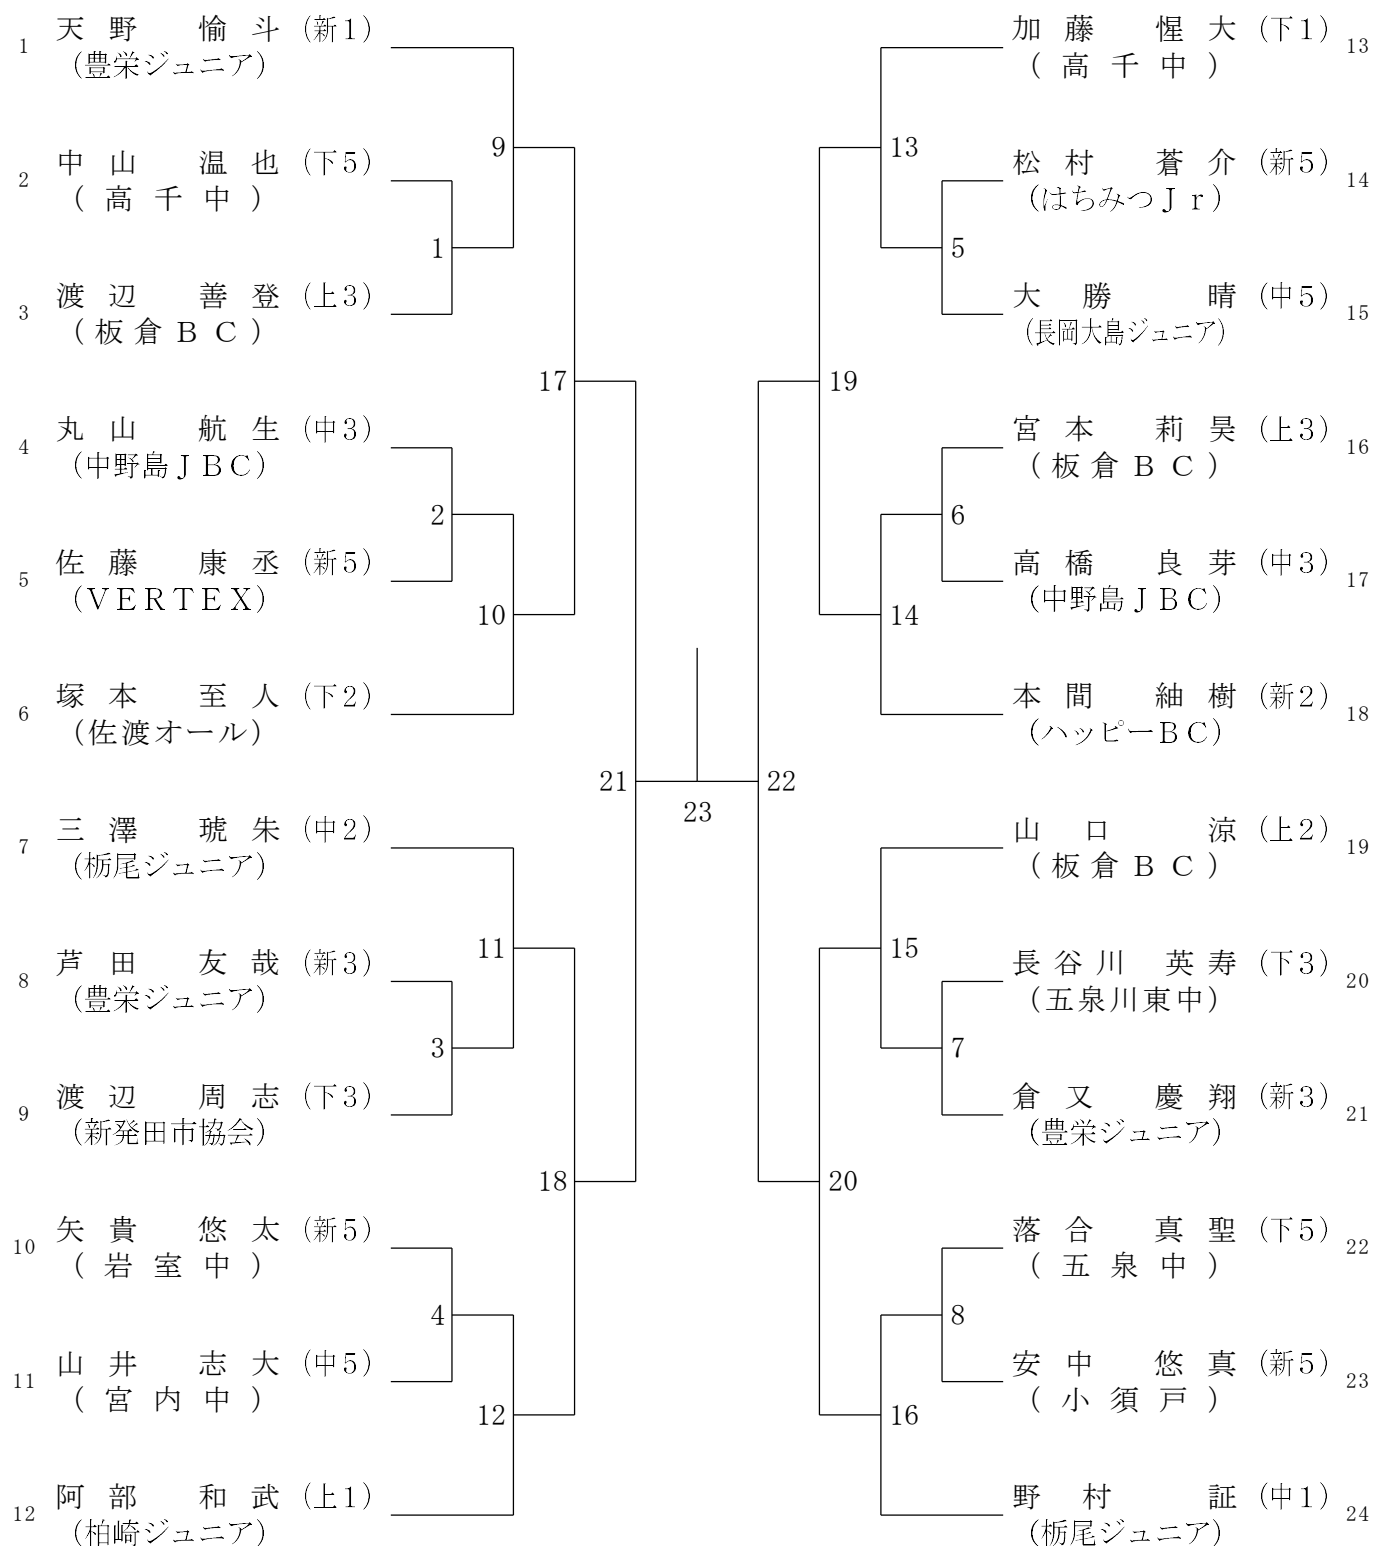 1 天野 愉斗 (新1)
(豊栄ジュニア)
2 中山 温也 (下5)
(高千中)
3 渡辺 善登 (上3)
(板倉BC)
4 丸山 航生 (中3)
(中野島JBC)
5 佐藤 康丞 (新5)
(VERTEX)
6 塚本 至人 (下2)
(佐渡オール)
7 三澤 琥朱 (中2)
(栃尾ジュニア)
8 芦田 友哉 (新3)
(豊栄ジュニア)
9 渡辺 周志 (下3)
(新発田市協会)
10 矢貴 悠太 (新5)
(岩室中)
11 山井 志大 (中5)
(宮内中)
12 阿部 和武 (上1)
(柏崎ジュニア)
1
2
3
4
9
10
11
12
17
18
21
23
22
19
20
13
14
15
16
5
6
7
8
加藤 惺大 (下1) 13
(高千中)
松村 蒼介 (新5) 14
(はちみつJr)
大勝 晴 (中5) 15
(長岡大島ジュニア)
宮本 莉昊 (上3) 16
(板倉BC)
高橋 良芽 (中3) 17
(中野島JBC)
本間 紬樹 (新2) 18
(ハッピーBC)
山口 涼 (上2) 19
(板倉BC)
長谷川 英寿 (下3) 20
(五泉川東中)
倉又 慶翔 (新3) 21
(豊栄ジュニア)
落合 真聖 (下5) 22
(五泉中)
安中 悠真 (新5) 23
(小須戸)
野村 証 (中1) 24
(栃尾ジュニア)